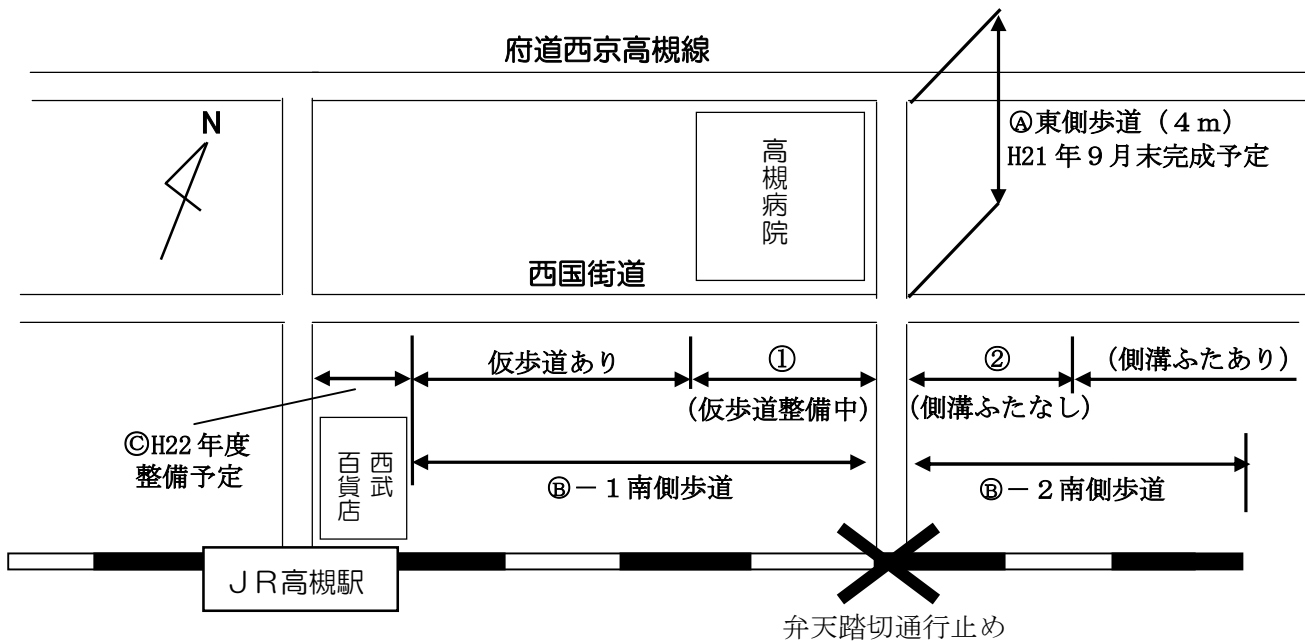 府道西京高槻線
N
高槻病院
Ⓐ東側歩道(4m)
H21年9月末完成予定
西国街道
仮歩道あり
①
(仮歩道整備中)
②
(側溝ふたなし)
(側溝ふたあり)
ⒸH22年度
整備予定
西武
百貨店
Ⓑ-1南側歩道
Ⓑ-2南側歩道
JR高槻駅
弁天踏切通行止め